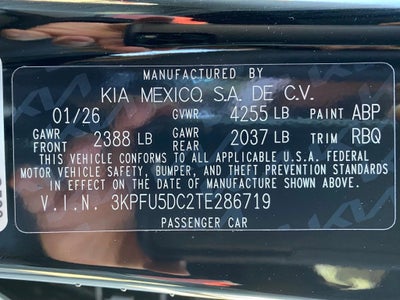 MANUFACTURED BY
KIA MEXICO, S.A. DE C.V.
01/26 GVWR 4255 LB PAINT ABP
GAWR FRONT 2388 LB GAWR REAR 2037 LB TRIM RBQ
THIS VEHICLE CONFORMS TO ALL APPLICABLE U.S.A. FEDERAL
MOTOR VEHICLE SAFETY, BUMPER, AND THEFT PREVENTION STANDARDS
IN EFFECT ON THE DATE OF MANUFACTURE SHOWN ABOVE.
V.I.N. 3KPFU5DC2TE286719
PASSENGER CAR